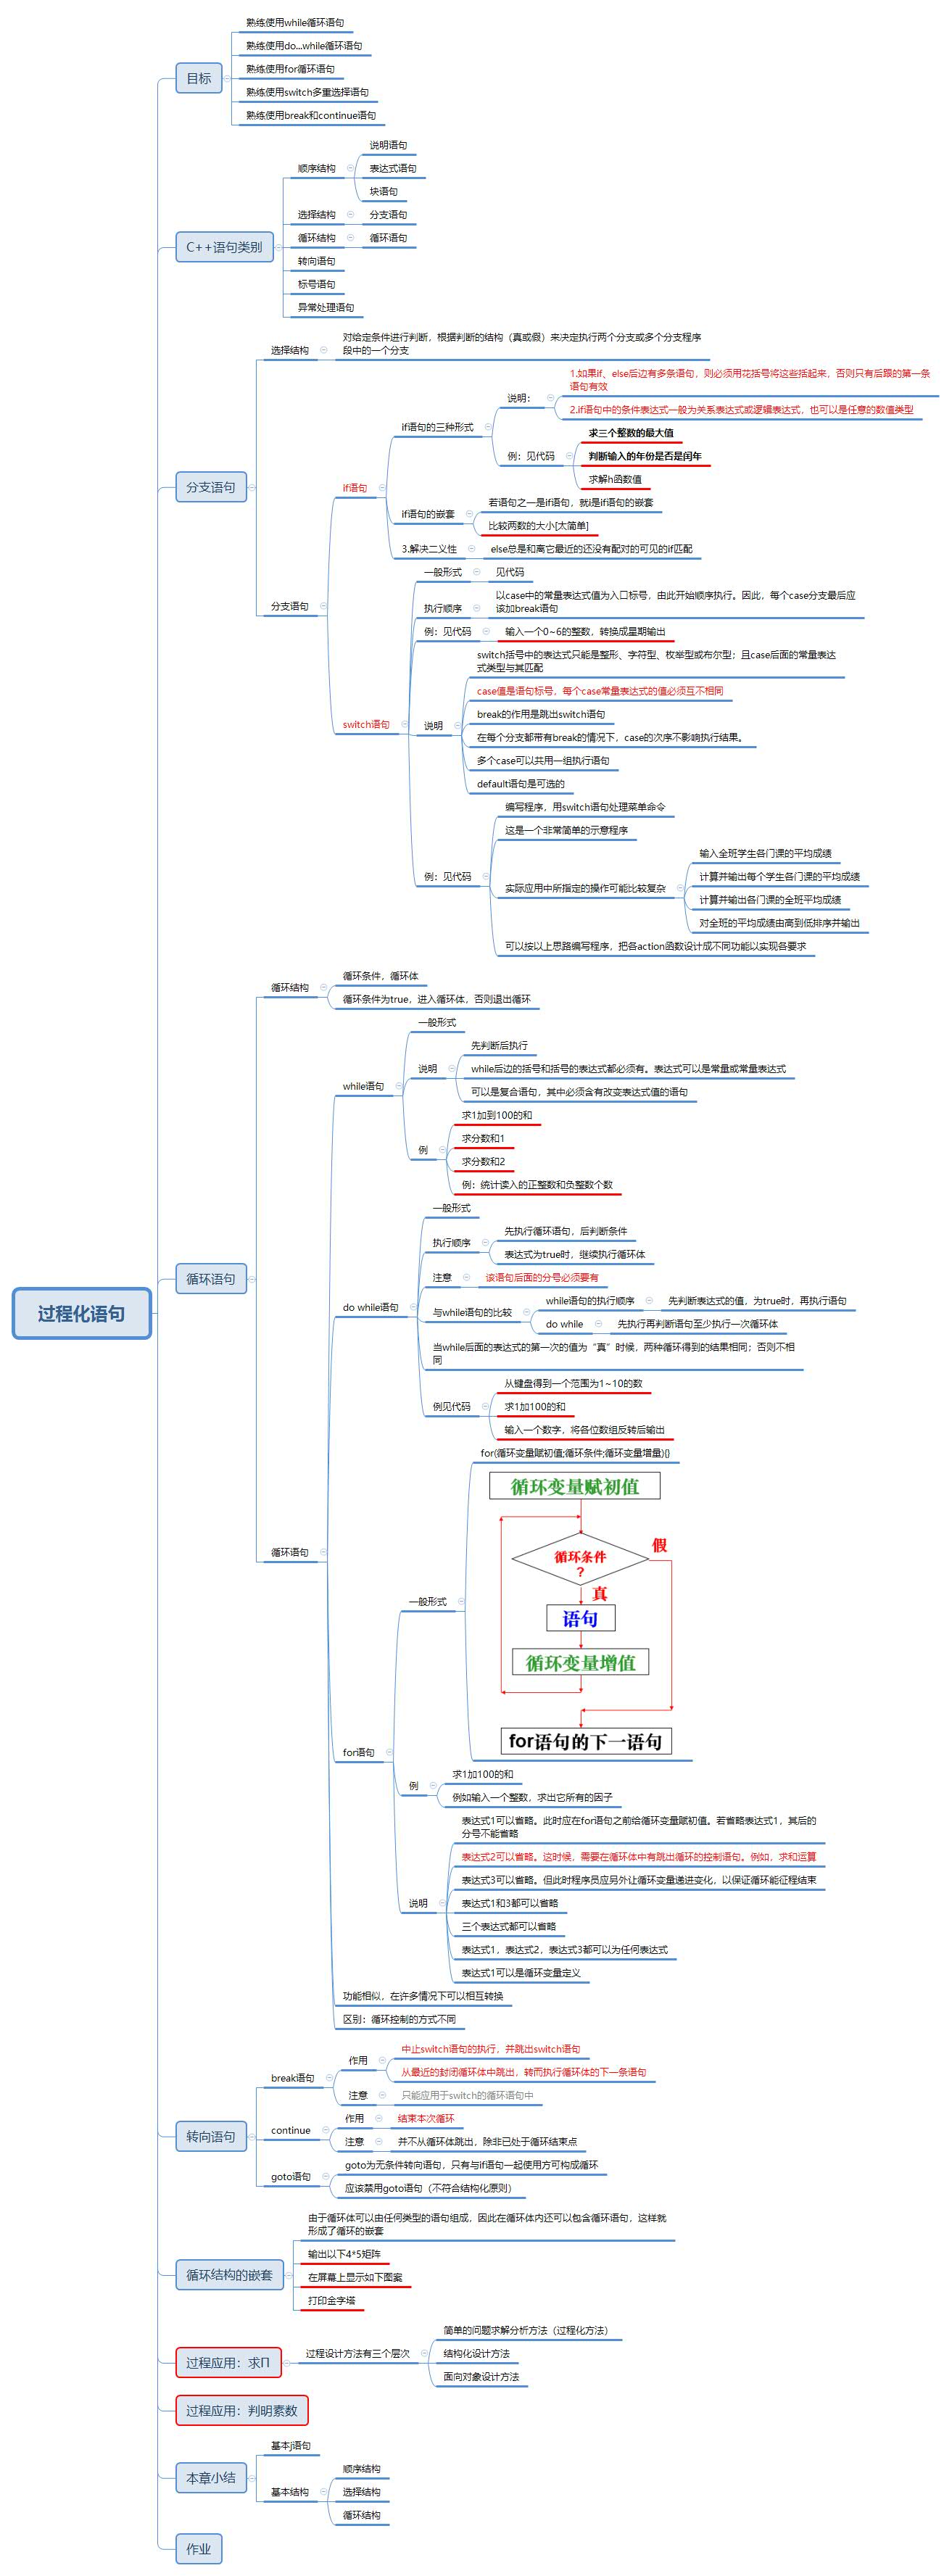 熟练使用while循环语句
熟练使用do...while循环语句
目标
熟练使用for循环语句
熟练使用switch多重选择语句
熟练使用break和continue语句
说明语句
顺序结构
表达式语句
块语句
选择结构
分支语句
C++语句类别
循环结构
循环语句
转向语句
标号语句
异常处理语句
选择结构
对给定条件进行判断，根据判断的结构（真或假）来决定执行两个分支或多个分支程序
段中的一个分支
1.如果if、else后边有多条语句，则必须用花括号将这些括起来，否则只有后跟的第一条
语句有效
说明：
2.if语句中的条件表达式一般为关系表达式或逻辑表达式，也可以是任意的数值类型
if语句的三种形式
求三个整数的最大值
例：见代码
判断输入的年份是否是闰年
求解h函数值
分支语句
if语句
若语句之一是if语句，就是if语句的嵌套
if语句的嵌套
比较两数的大小[太简单]
3.解决二义性
else总是和离它最近的还没有配对的可见的if匹配
一般形式
见代码
分支语句
执行顺序
以case中的常量表达式值为入口标号，由此开始顺序执行。因此，每个case分支最后应
该加break语句
例：见代码
输入一个0~6的整数，转换成星期输出
switch括号中的表达式只能是整形、字符型、枚举型或布尔型；且case后面的常量表达
式类型与其匹配
case值是语句标号，每个case常量表达式的值必须互不相同
switch语句
说明
break的作用是跳出switch语句
在每个分支都带有break的情况下，case的次序不影响执行结果。
多个case可以共用一组执行语句
default语句是可选的
编写程序，用switch语句处理菜单命令
这是一个非常简单的示意程序
例：见代码
输入全班学生各门课的平均成绩
计算并输出每个学生各门课的平均成绩
实际应用中所指定的操作可能比较复杂
计算并输出各门课的全班平均成绩
对全班的平均成绩由高到低排序并输出
可以按以上思路编写程序，把各action函数设计成不同功能以实现各要求
循环结构
循环条件，循环体
循环条件为true，进入循环体，否则退出循环
一般形式
先判断后执行
说明
while后边的括号和括号的表达式都必须有。表达式可以是常量或常量表达式
while语句
可以是复合语句，其中必须含有改变表达式值的语句
求1加到100的和
例
求分数和1
求分数和2
例：统计读入的正整数和负整数个数
一般形式
执行顺序
先执行循环语句，后判断条件
表达式为true时，继续执行循环体
循环语句
注意
该语句后面的分号必须要有
过程化语句
do while语句
与while语句的比较
while语句的执行顺序
先判断表达式的值，为true时，再执行语句
do while
先执行再判断语句至少执行一次循环体
当while后面的表达式的第一次的值为“真”时候，两种循环得到的结果相同；否则不相
同
从键盘得到一个范围为1~10的数
例见代码
求1加100的和
输入一个数字，将各位数组反转后输出
for(循环变量赋初值;循环条件;循环变量增量){}
循环变量赋初值
循环语句
循环条件
?
假
真
一般形式
语句
循环变量增值
for语句的下一语句
for语句
求1加100的和
例
例如输入一个整数，求出它所有的因子
表达式1可以省略。此时应在for语句之前给循环变量赋初值。若省略表达式1，其后的
分号不能省略
表达式2可以省略。这时候，需要在循环体中有跳出循环的控制语句。例如，求和运算
表达式3可以省略。但此时程序员应另外让循环变量递进变化，以保证循环能征程结束
说明
表达式1和3都可以省略
三个表达式都可以省略
表达式1，表达式2，表达式3都可以为任何表达式
表达式1可以是循环变量定义
功能相似，在许多情况下可以相互转换
区别：循环控制的方式不同
中止switch语句的执行，并跳出switch语句
作用
从最近的封闭循环体中跳出，转而执行循环体的下一条语句
break语句
注意
只能应用于switch的循环语句中
转向语句
作用
结束本次循环
continue
注意
并不从循环体跳出，除非已处于循环结束点
goto为无条件转向语句，只有与if语句一起使用方可构成循环
goto语句
应该禁用goto语句（不符合结构化原则）
由于循环体可以由任何类型的语句组成，因此在循环体内还可以包含循环语句，这样就
形成了循环的嵌套
循环结构的嵌套
输出以下4*5矩阵
在屏幕上显示如下图案
打印金字塔
简单的问题求解分析方法（过程化方法）
过程应用：求Π
过程设计方法有三个层次
结构化设计方法
面向对象设计方法
过程应用：判明素数
基本j语句
本章小结
顺序结构
基本结构
选择结构
循环结构
作业